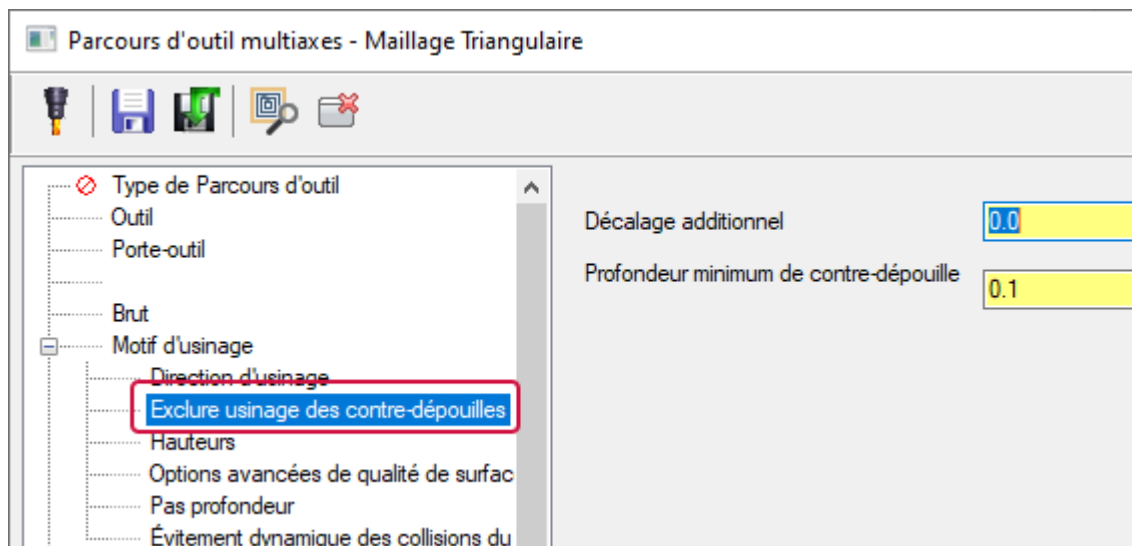 Parcours d'outil multiaxes - Maillage Triangulaire
Type de Parcours d'outil
Outil
Porte-outil
Brut
Motif d'usinage
Direction d'usinage
Exclure usinage des contre-dépouilles
Hauteurs
Options avancées de qualité de surfac
Pas profondeur
Évitement dynamique des collisions du
Décalage additionnel
0.0
Profondeur minimum de contre-dépouille
0.1